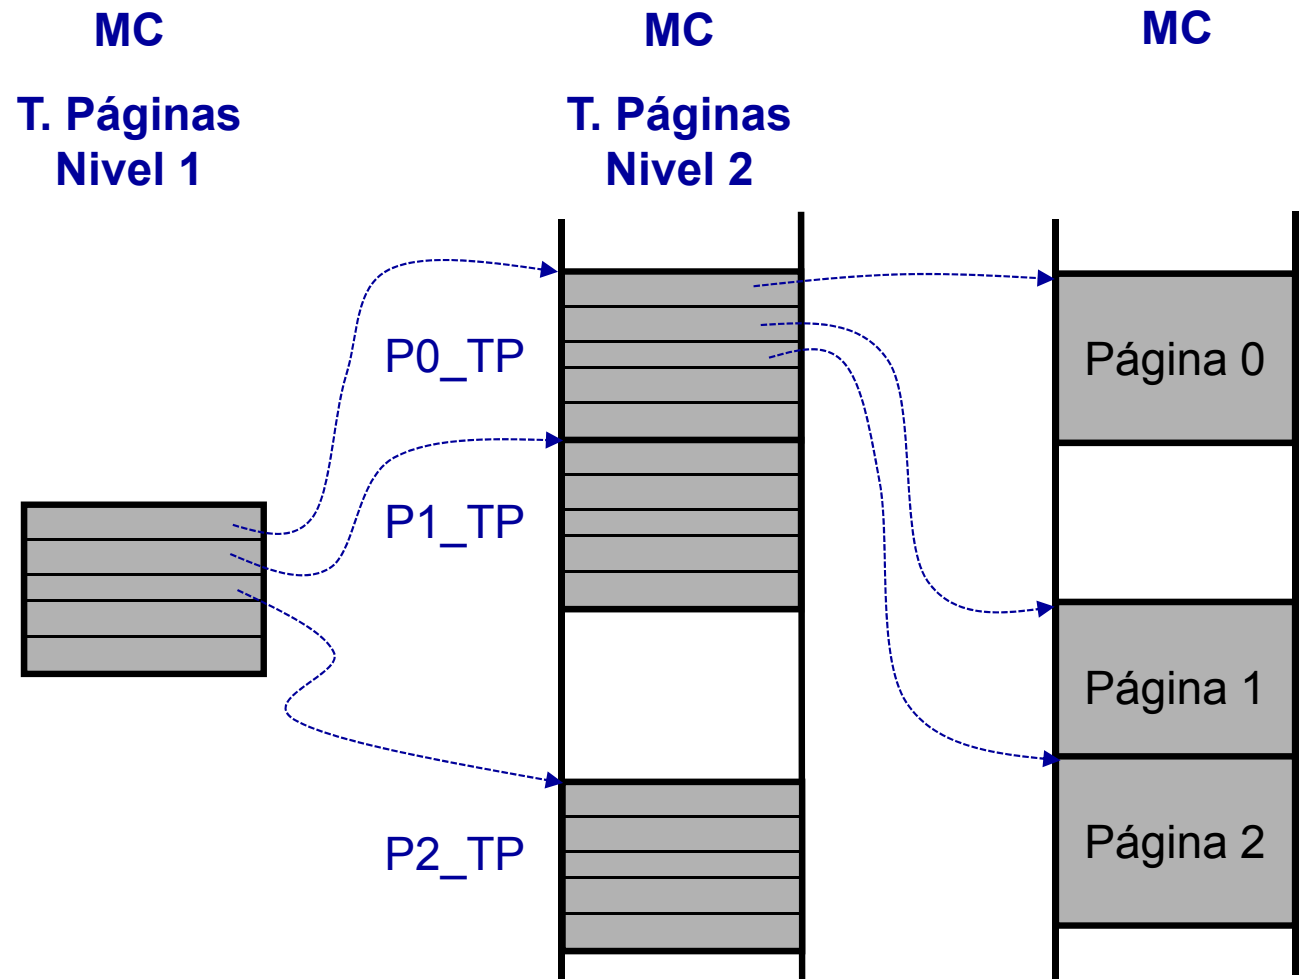 MC
T. Páginas
Nivel 1
MC
T. Páginas
Nivel 2
MC
P0_TP
P1_TP
P2_TP
Página 0
Página 1
Página 2